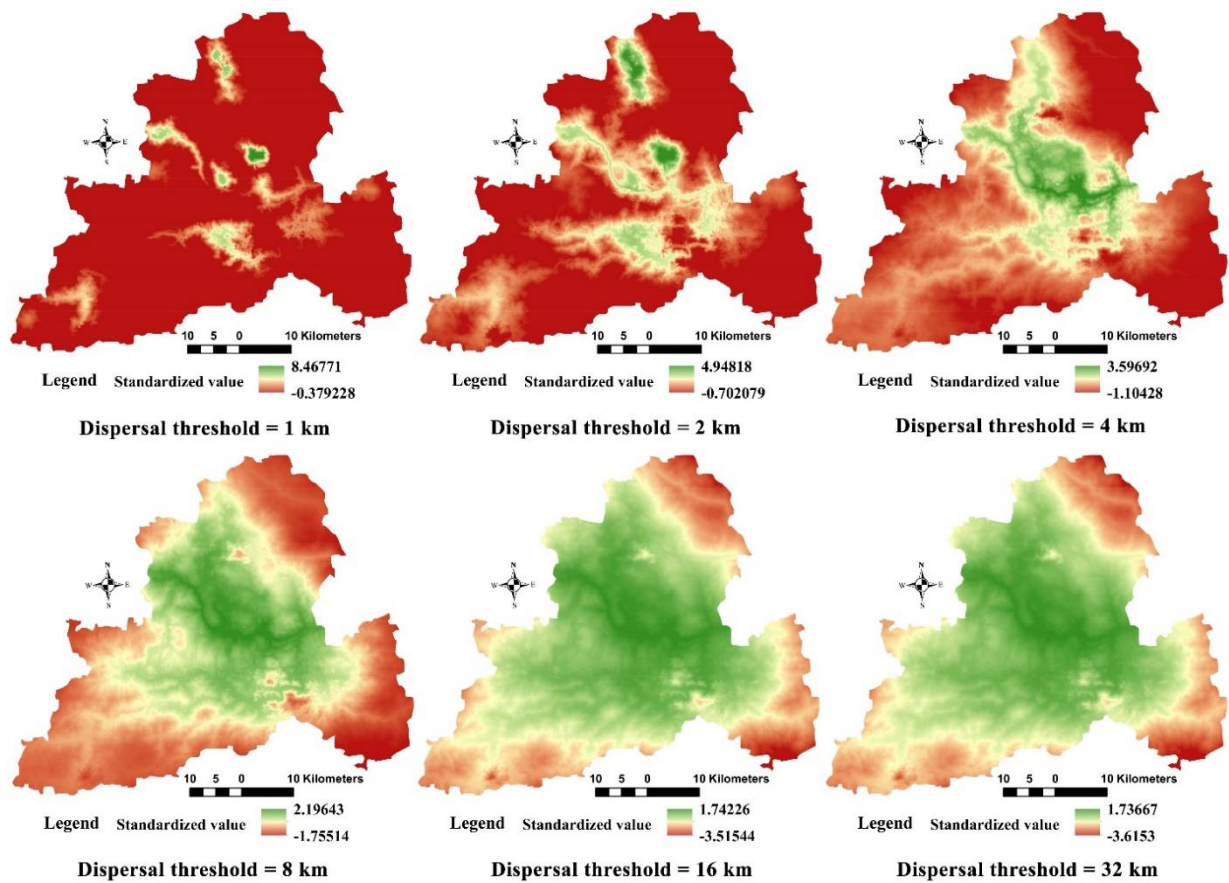 N
W E
S
10 5 0 10 Kilometers
Legend Standardized value 8.46771
-0.379228
Dispersal threshold = 1 km
N
W E
S
10 5 0 10 Kilometers
Legend Standardized value 4.94818
-0.702079
Dispersal threshold = 2 km
N
W E
S
10 5 0 10 Kilometers
Legend Standardized value 3.59692
-1.10428
Dispersal threshold = 4 km
N
W E
S
10 5 0 10 Kilometers
Legend Standardized value 2.19643
-1.75514
Dispersal threshold = 8 km
N
W E
S
10 5 0 10 Kilometers
Legend Standardized value 1.74226
-3.51544
Dispersal threshold = 16 km
N
W E
S
10 5 0 10 Kilometers
Legend Standardized value 1.73667
-3.6153
Dispersal threshold = 32 km